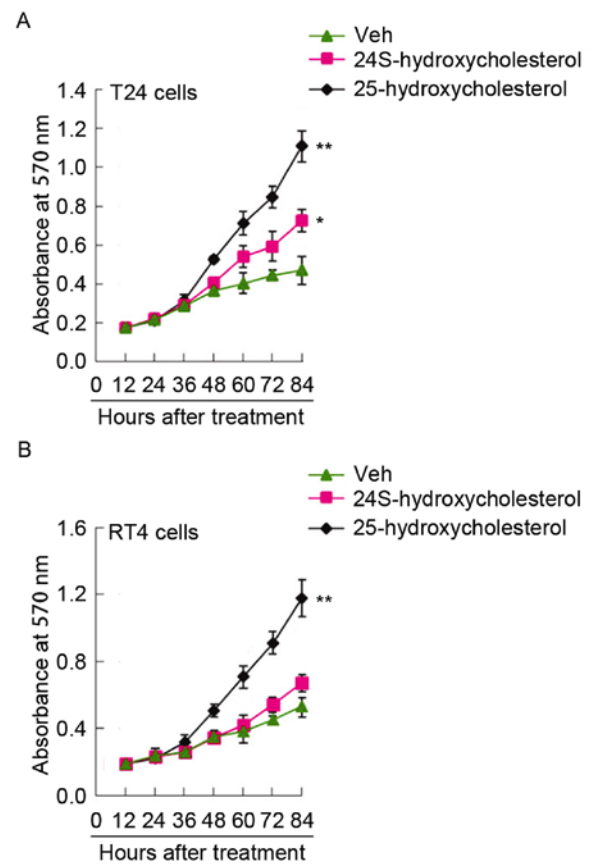 A
Veh
24S-hydroxycholesterol
25-hydroxycholesterol
T24 cells
1.4
1.2
1.0
0.8
0.6
0.4
0.2
0.0
Absorbance at 570 nm
**
*
0 12 24 36 48 60 72 84
Hours after treatment
B
Veh
24S-hydroxycholesterol
25-hydroxycholesterol
RT4 cells
1.6
1.2
0.8
0.4
0.0
Absorbance at 570 nm
**
0 12 24 36 48 60 72 84
Hours after treatment